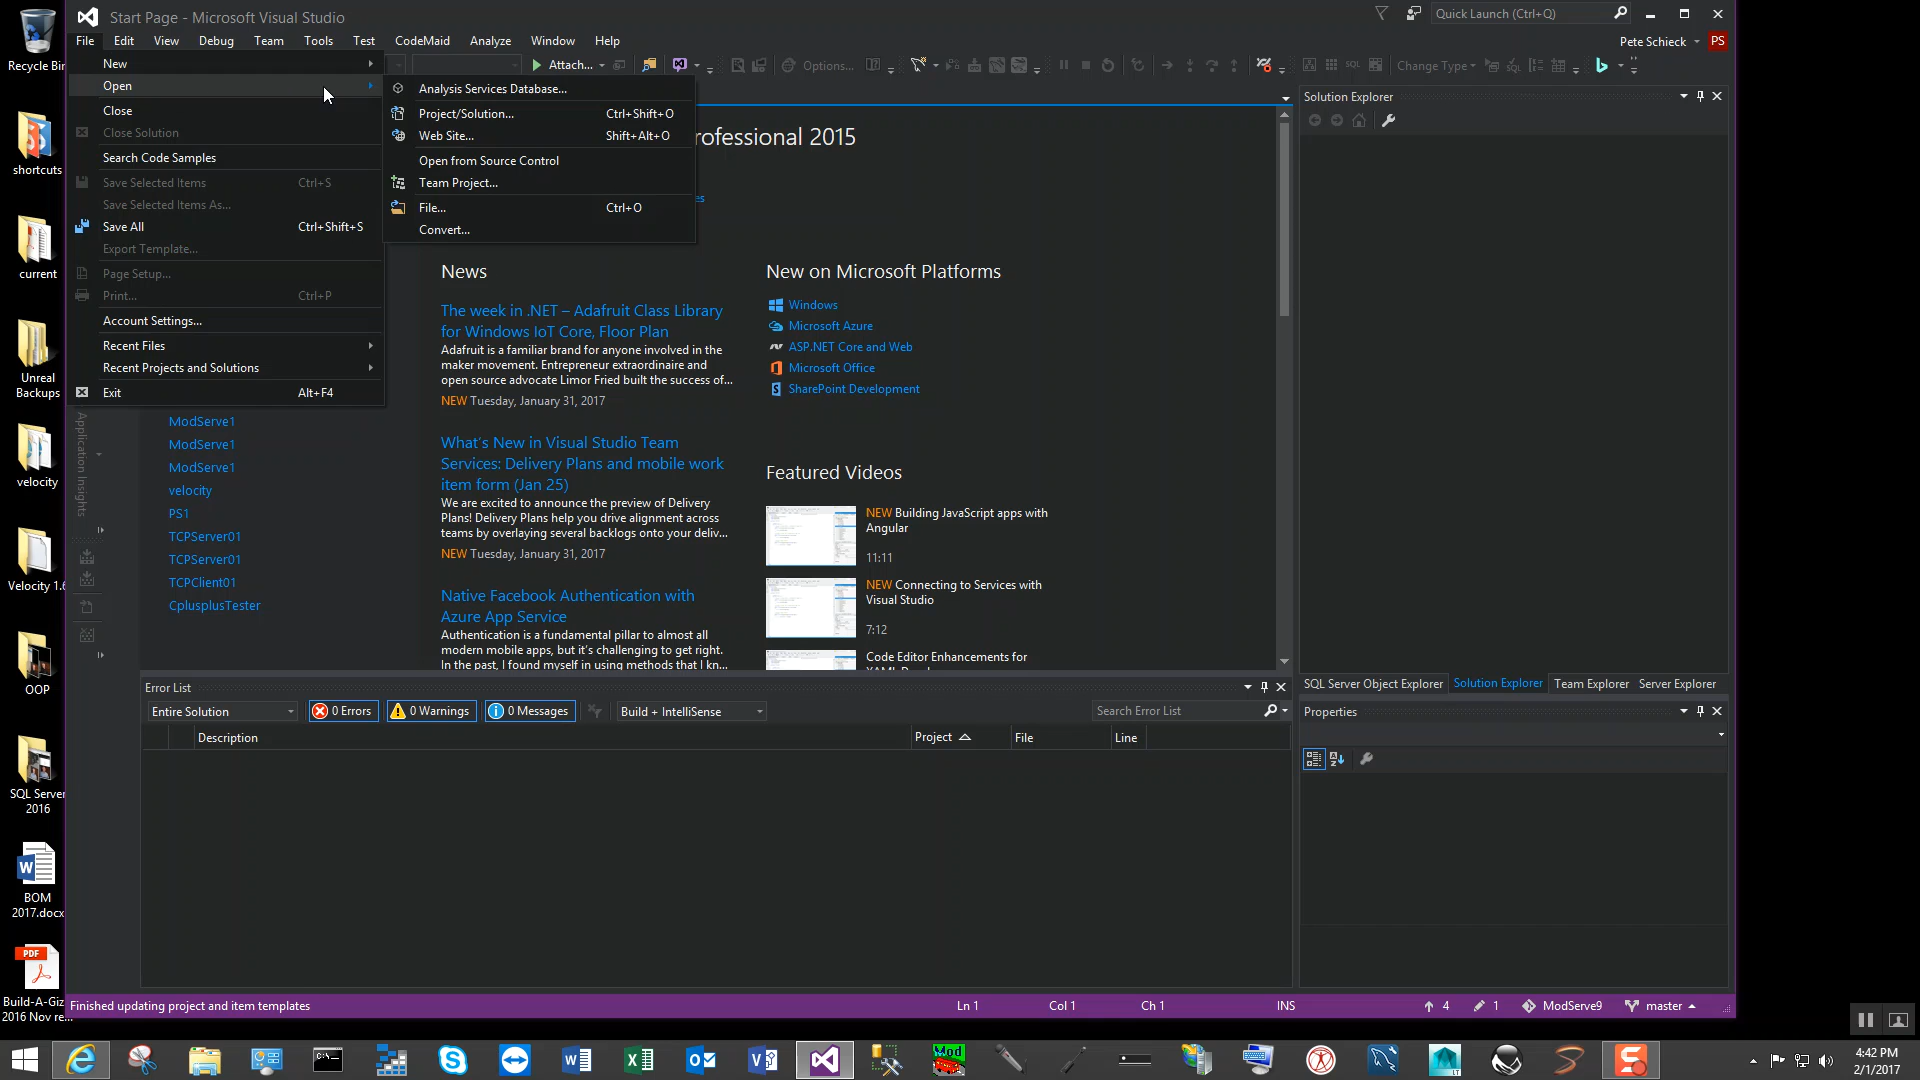 Recycle Bin
shortcuts
current
Unreal
Backups
velocity
Velocity 1.6
OOP
SQL Server
2016
BOM
2017.docx
PDF
Build-A-Giz
2016 Nov re...
Start Page - Microsoft Visual Studio
Quick Launch (Ctrl+Q)
File Edit View Debug Team Tools Test CodeMaid Analyze Window Help
Pete Schieck PS
Attach...
Options...
Change Type
New
Open
Close
Close Solution
Search Code Samples
Save Selected Items Ctrl+S
Save Selected Items As...
Save All Ctrl+Shift+S
Export Template...
Page Setup...
Print... Ctrl+P
Account Settings...
Recent Files
Recent Projects and Solutions
Exit Alt+F4
Analysis Services Database...
Project/Solution... Ctrl+Shift+O
Web Site... Shift+Alt+O
Open from Source Control
Team Project...
File... Ctrl+O
Convert...
rofessional 2015
es
ModServe1
ModServe1
ModServe1
velocity
PS1
TCPServer01
TCPServer01
TCPClient01
CplusplusTester
Application Insights
News
The week in .NET – Adafruit Class Library
for Windows IoT Core, Floor Plan
Adafruit is a familiar brand for anyone involved in the
maker movement. Entrepreneur extraordinaire and
open source advocate Limor Fried built the success of...
NEW Tuesday, January 31, 2017
What's New in Visual Studio Team
Services: Delivery Plans and mobile work
item form (Jan 25)
We are excited to announce the preview of Delivery
Plans! Delivery Plans help you drive alignment across
teams by overlaying several backlogs onto your deliv...
NEW Tuesday, January 31, 2017
Native Facebook Authentication with
Azure App Service
Authentication is a fundamental pillar to almost all
modern mobile apps, but it's challenging to get right.
In the past, I found myself in using methods that I kn...
New on Microsoft Platforms
Windows
Microsoft Azure
ASP.NET Core and Web
Microsoft Office
SharePoint Development
Featured Videos
NEW Building JavaScript apps with
Angular
11:11
NEW Connecting to Services with
Visual Studio
7:12
Code Editor Enhancements for
Solution Explorer
SQL Server Object Explorer Solution Explorer Team Explorer Server Explorer
Properties
Error List
Entire Solution 0 Errors 0 Warnings 0 Messages Build + IntelliSense Search Error List
Description Project File Line
Finished updating project and item templates Ln 1 Col 1 Ch 1 INS 4 1 ModServe9 master
4:42 PM
2/1/2017